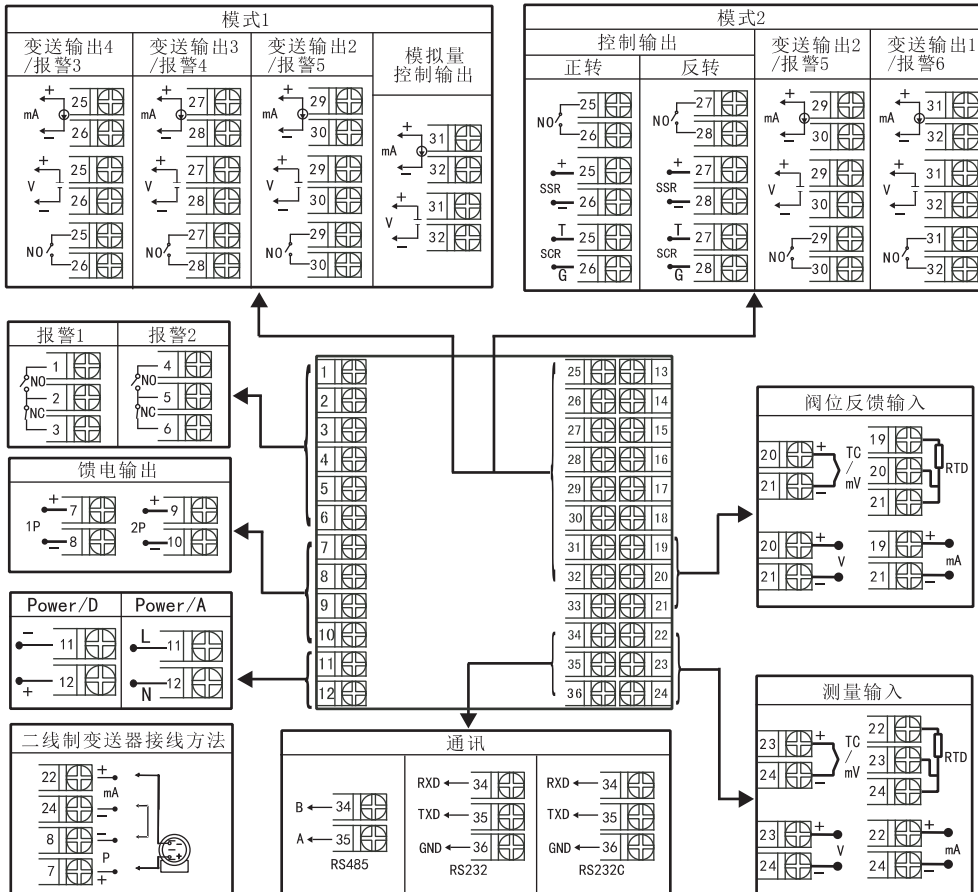 模式1
变送输出4
/报警3
变送输出3
/报警4
变送输出2
/报警5
模拟量
控制输出
+
mA
−
25
26
+
mA
−
27
28
+
mA
−
29
30
+
mA
−
31
32
+
V
−
25
26
+
V
−
27
28
+
V
−
29
30
+
V
−
31
32
NO
25
26
NO
27
28
NO
29
30
模式2
控制输出
正转
反转
变送输出2
/报警5
变送输出1
/报警6
NO
25
26
NO
27
28
+
mA
−
29
30
+
mA
−
31
32
+
SSR
−
25
26
+
SSR
−
27
28
+
V
−
29
30
+
V
−
31
32
T
SCR
G
25
26
T
SCR
G
27
28
NO
29
30
NO
31
32
报警1
报警2
1
NO
2
NC
3
4
NO
5
NC
6
馈电输出
+
1P
−
7
8
+
2P
−
9
10
Power/D
Power/A
−
11
+
12
L
11
N
12
二线制变送器接线方法
22
+
mA
24
−
8
−
P
7
+
−
+
1
2
3
4
5
6
7
8
9
10
11
12
25
13
26
14
27
15
28
16
29
17
30
18
31
19
32
20
33
21
34
22
35
23
36
24
通讯
B
34
A
35
RS485
RXD
34
TXD
35
GND
36
RS232
RXD
34
TXD
35
GND
36
RS232C
阀位反馈输入
20
+
21
−
TC
/
mV
19
20
21
RTD
20
+
V
21
−
19
+
mA
21
−
测量输入
23
+
24
−
TC
/
mV
22
23
24
RTD
23
+
V
24
−
22
+
mA
24
−